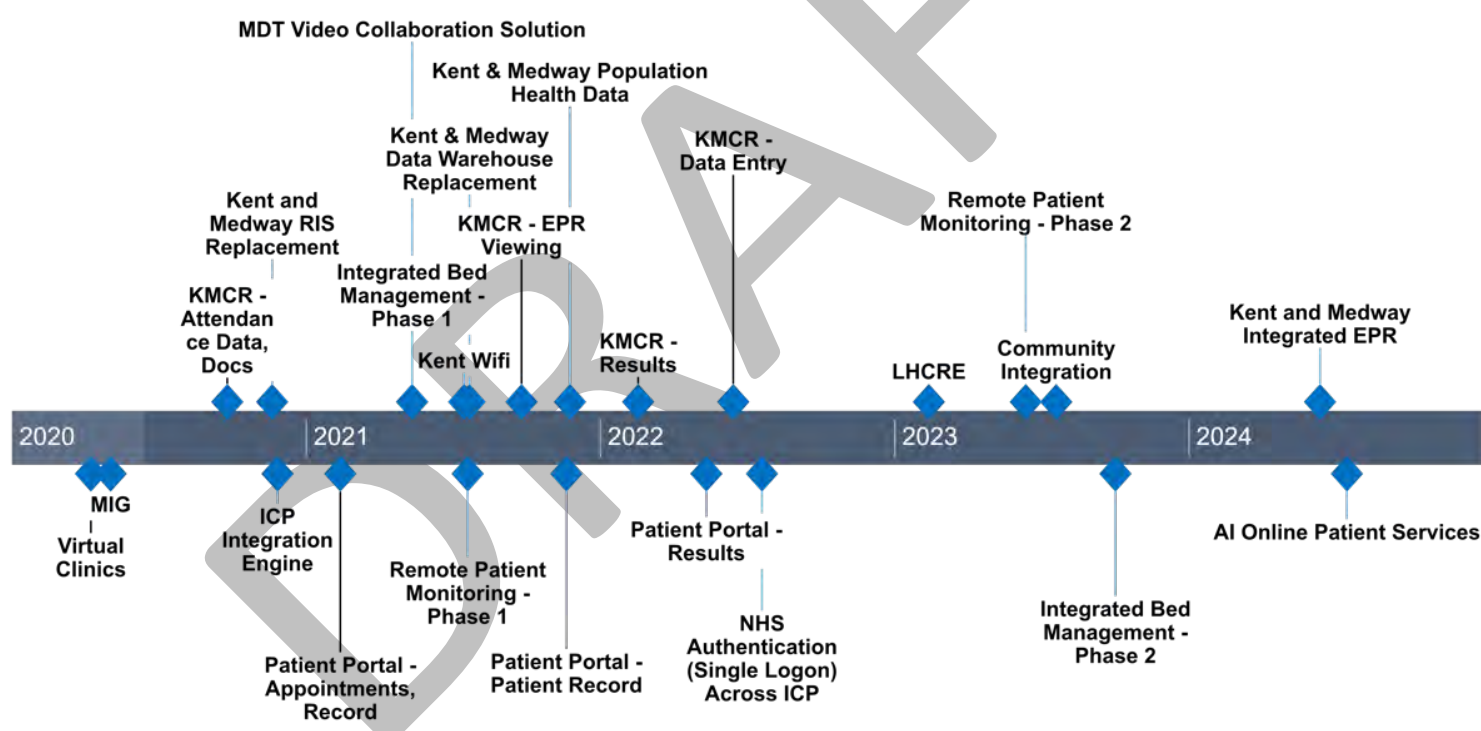 MDT Video Collaboration Solution
Kent & Medway Population
Health Data
Kent & Medway
Data Warehouse
Replacement
KMCR -
Data Entry
Kent and
Medway RIS
Replacement
KMCR - EPR
Viewing
Remote Patient
Monitoring - Phase 2
Integrated Bed
Management -
Phase 1
KMCR -
Attendan
ce Data,
Docs
Kent Wifi
KMCR -
Results
LHCRE
Community
Integration
Kent and Medway
Integrated EPR
2020
2021
2022
2023
2024
MIG
Virtual
Clinics
ICP
Integration
Engine
Patient Portal -
Appointments,
Record
Remote Patient
Monitoring -
Phase 1
Patient Portal -
Patient Record
Patient Portal -
Results
NHS
Authentication
(Single Logon)
Across ICP
Integrated Bed
Management -
Phase 2
AI Online Patient Services
DRAF